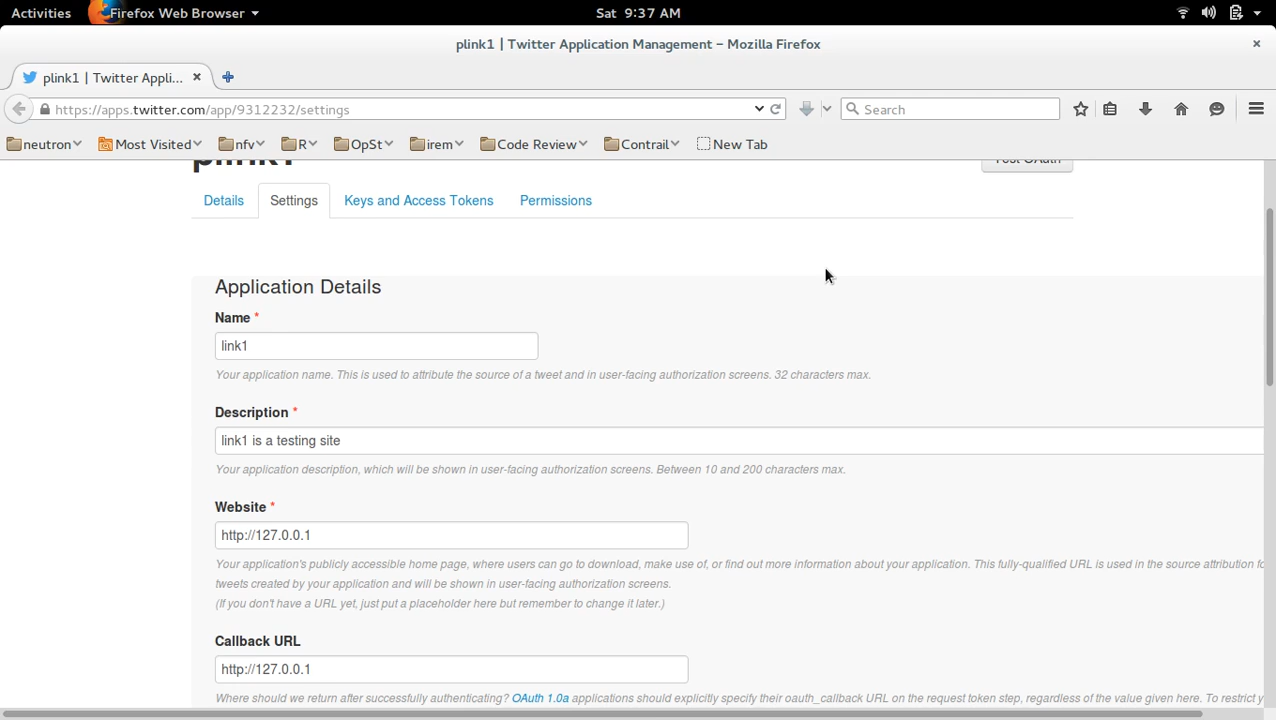 Activities Firefox Web Browser Sat 9:37 AM
plink1 | Twitter Application Management – Mozilla Firefox
plink1 | Twitter Appli...
https://apps.twitter.com/app/9312232/settings Search
neutron Most Visited nfv R OpSt irem Code Review Contrail New Tab
plink1 Test OAuth
Details Settings Keys and Access Tokens Permissions
Application Details
Name *
link1
Your application name. This is used to attribute the source of a tweet and in user-facing authorization screens. 32 characters max.
Description *
link1 is a testing site
Your application description, which will be shown in user-facing authorization screens. Between 10 and 200 characters max.
Website *
http://127.0.0.1
Your application's publicly accessible home page, where users can go to download, make use of, or find out more information about your application. This fully-qualified URL is used in the source attribution
tweets created by your application and will be shown in user-facing authorization screens.
(If you don't have a URL yet, just put a placeholder here but remember to change it later.)
Callback URL
http://127.0.0.1
Where should we return after successfully authenticating? OAuth 1.0a applications should explicitly specify their oauth_callback URL on the request token step, regardless of the value given here. To restrict